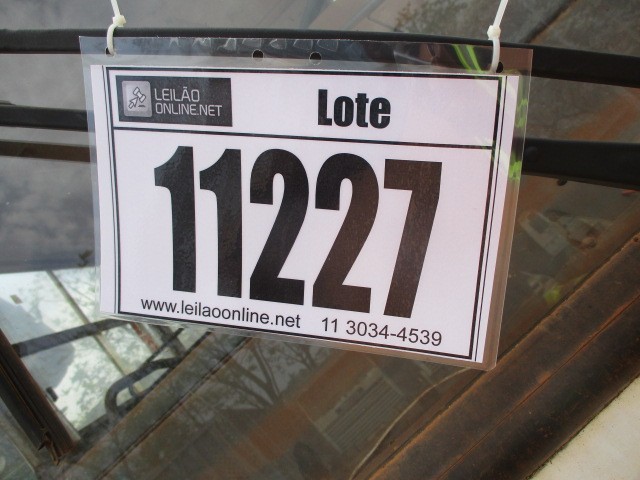 LEILÃO
ONLINE.NET
Lote
11227
www.leilaoonline.net 11 3034-4539